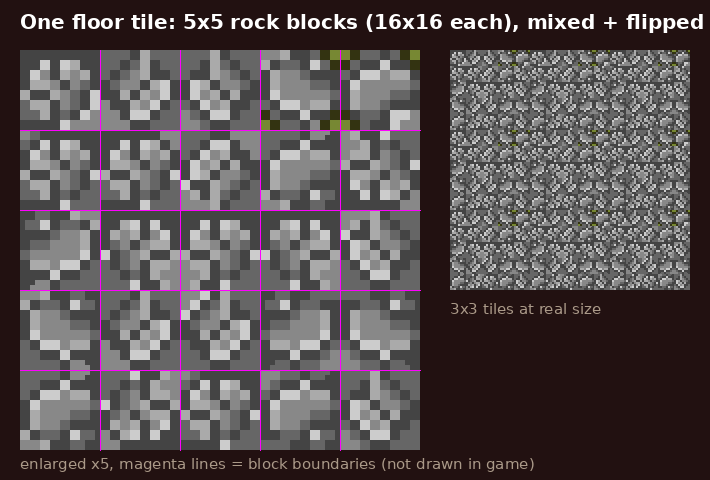 One floor tile: 5x5 rock blocks (16x16 each), mixed + flipped
3x3 tiles at real size
enlarged x5, magenta lines = block boundaries (not drawn in game)